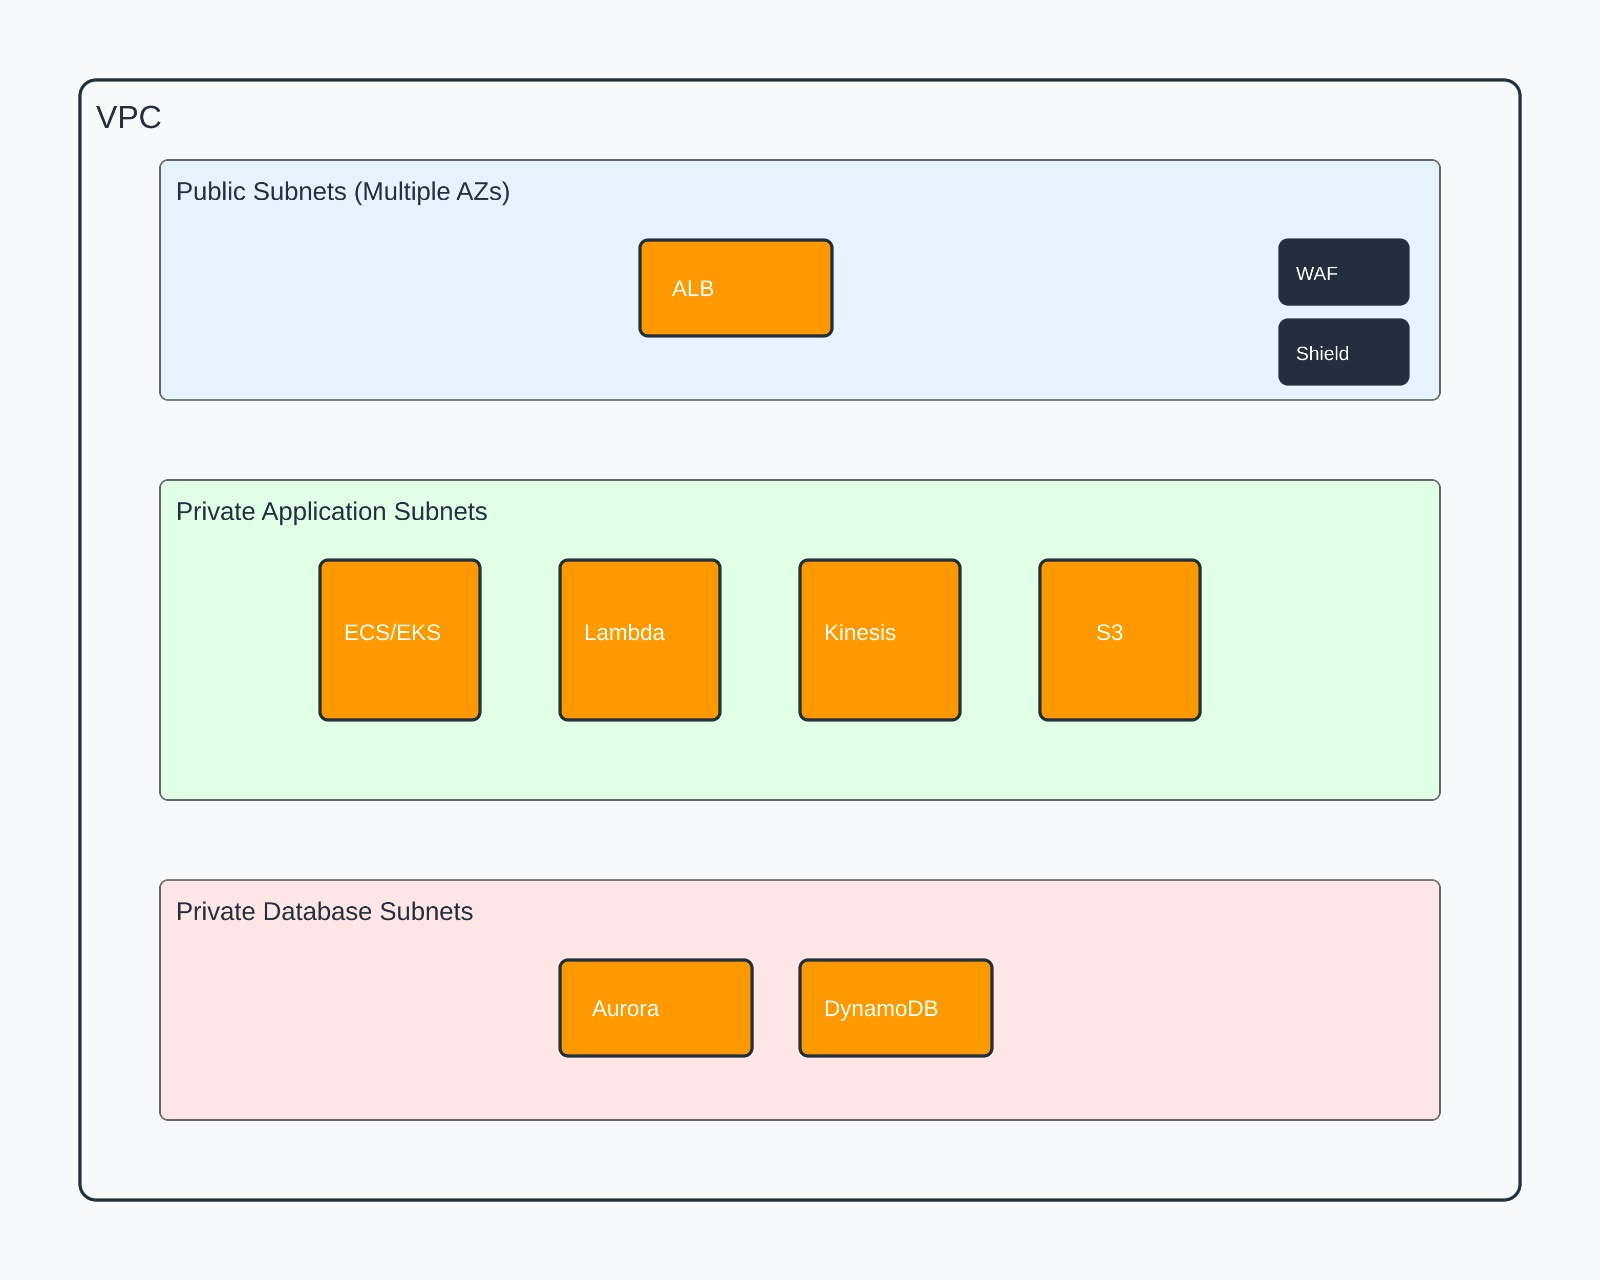 VPC
Public Subnets (Multiple AZs)
ALB
WAF
Shield
Private Application Subnets
ECS/EKS
Lambda
Kinesis
S3
Private Database Subnets
Aurora
DynamoDB